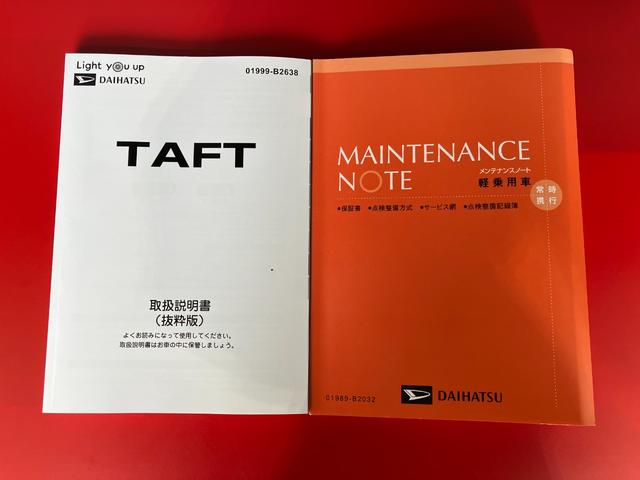 Light you up
DAIHATSU
01999-B2638
TAFT
取扱説明書
（抜粋版）
よくお読みになって使用してください。
取扱説明書はお車の中に保管しましょう。
MAINTENANCE
NOTE
メンテナンスノート
軽乗用車
常時
携行
●保証書 ●点検整備方式 ●サービス網 ●点検整備記録簿
01989-B2032
DAIHATSU